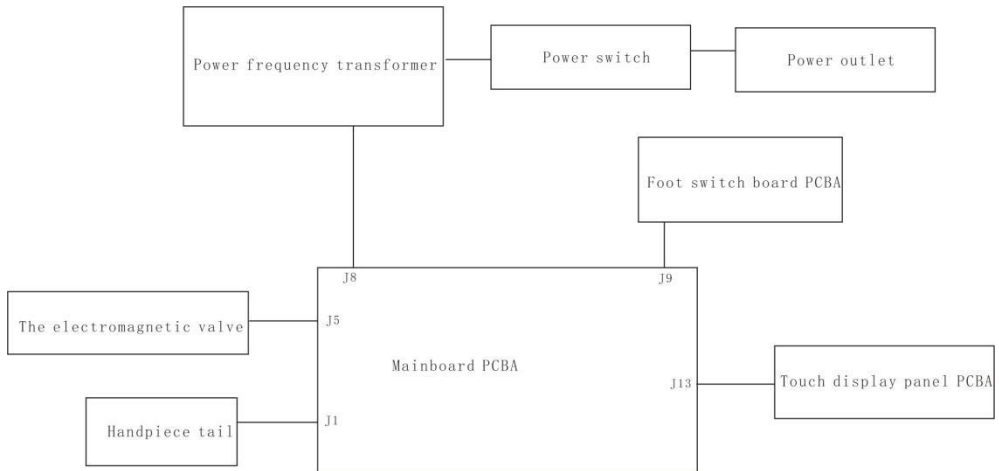 Power frequency transformer
Power switch
Power outlet
Foot switch board PCBA
J8
J9
The electromagnetic valve
J5
Mainboard PCBA
J13
Touch display panel PCBA
Handpiece tail
J1